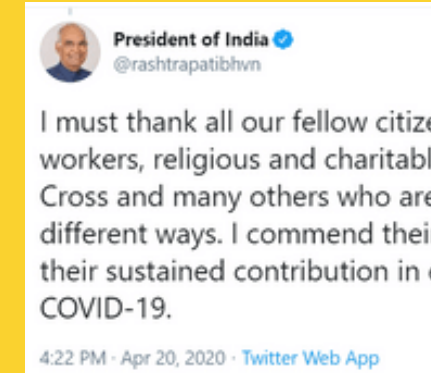 President of India
@rashtrapatibhvn
I must thank all our fellow citize
workers, religious and charitabl
Cross and many others who are
different ways. I commend thei
their sustained contribution in
COVID-19.
4:22 PM · Apr 20, 2020 · Twitter Web App